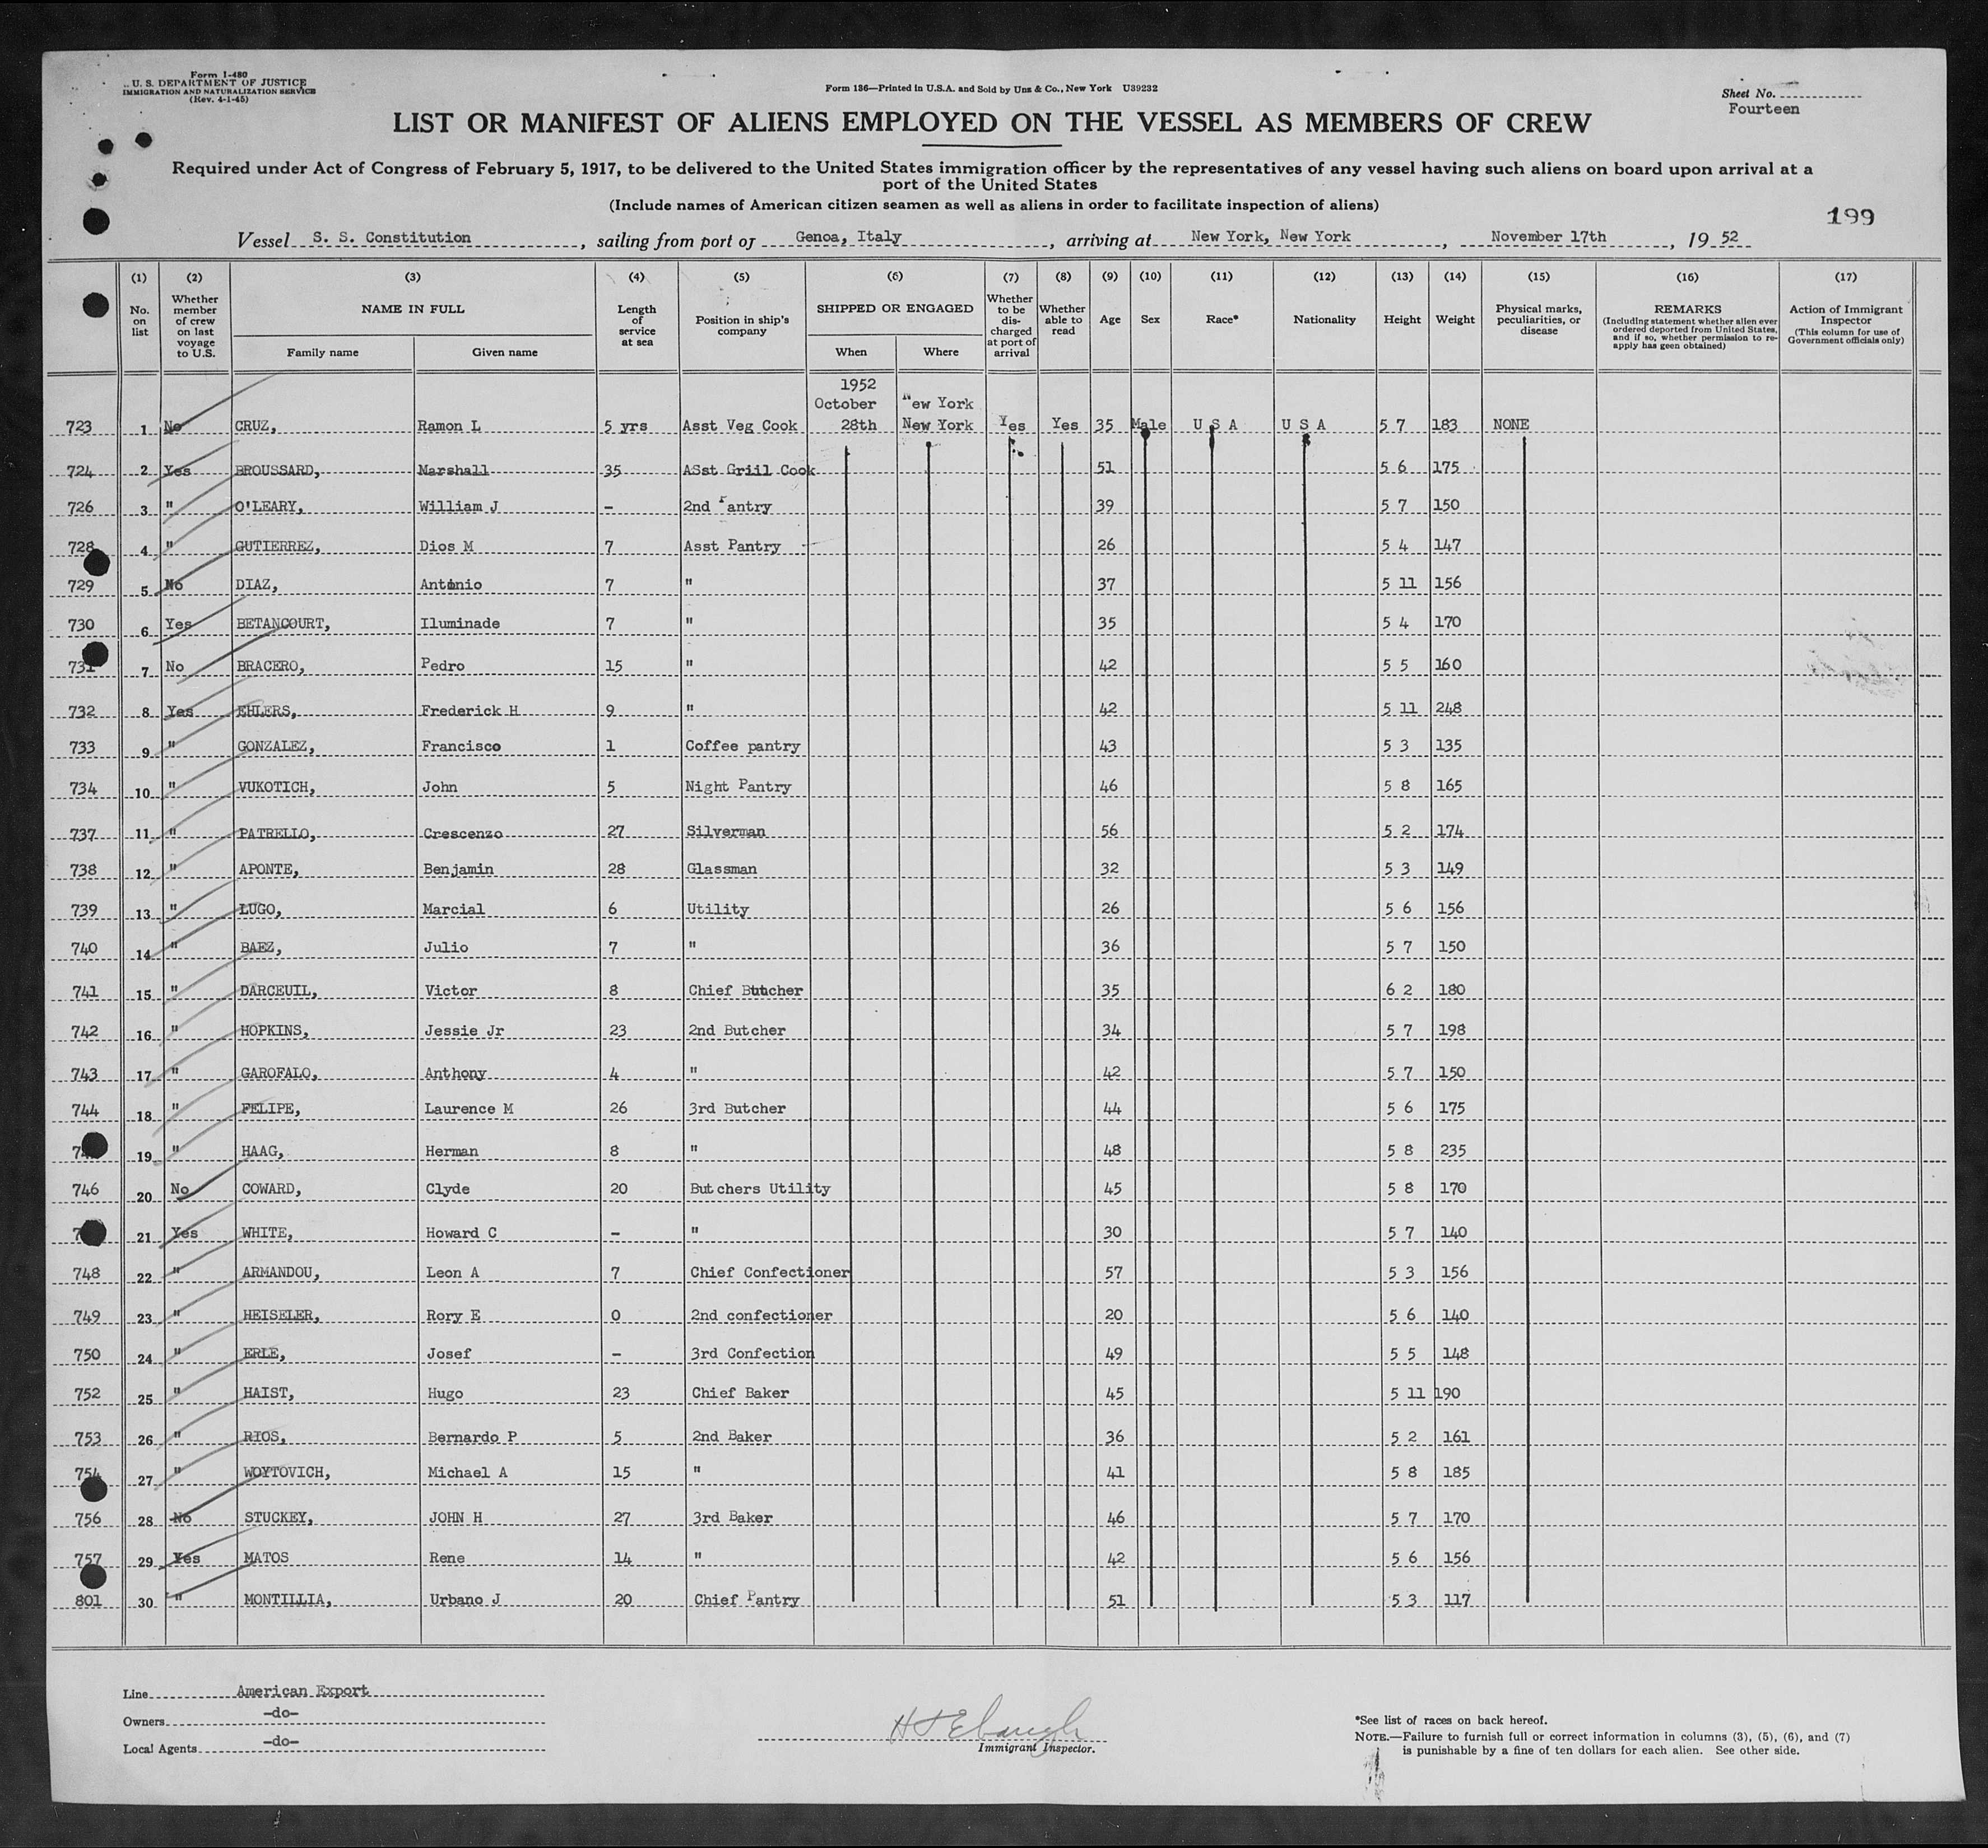 Form I-480
U. S. DEPARTMENT OF JUSTICE
IMMIGRATION AND NATURALIZATION SERVICE
(Rev. 4-1-45)
Form 136—Printed in U.S.A. and Sold by Unz & Co., New York U39232
Sheet No.
Fourteen
LIST OR MANIFEST OF ALIENS EMPLOYED ON THE VESSEL AS MEMBERS OF CREW
Required under Act of Congress of February 5, 1917, to be delivered to the United States immigration officer by the representatives of any vessel having such aliens on board upon arrival at a
port of the United States
(Include names of American citizen seamen as well as aliens in order to facilitate inspection of aliens)
199
Vessel S. S. Constitution, sailing from port of Genoa, Italy, arriving at New York, New York, November 17th, 19 52
(1) (2) (3) (4) (5) (6) (7) (8) (9) (10) (11) (12) (13) (14) (15) (16) (17)
No. on list
Whether member of crew on last voyage to U.S.
NAME IN FULL
Family name
Given name
Length of service at sea
Position in ship's company
SHIPPED OR ENGAGED
When
Where
Whether to be discharged at port of arrival
Whether able to read
Age
Sex
Race*
Nationality
Height
Weight
Physical marks, peculiarities, or disease
REMARKS
(Including statement whether alien ever ordered deported from United States, and if so, whether permission to re-apply has geen obtained)
Action of Immigrant Inspector
(This column for use of Government officials only)
1952
October ew York
723 1 No CRUZ, Ramon L 5 yrs Asst Veg Cook 28th New York Yes Yes 35 Male U S A U S A 5 7 183 NONE
724 2 Yes BROUSSARD, Marshall 35 ASst Griil Cook 51 5 6 175
726 3 " O'LEARY, William J - 2nd Pantry 39 5 7 150
728 4 " GUTIERREZ, Dios M 7 Asst Pantry 26 5 4 147
729 5 No DIAZ, Antonio 7 " 37 5 11 156
730 6 Yes BETANCOURT, Iluminade 7 " 35 5 4 170
731 7 No BRACERO, Pedro 15 " 42 5 5 160
732 8 Yes EHLERS, Frederick H 9 " 42 5 11 248
733 9 " GONZALEZ, Francisco 1 Coffee pantry 43 5 3 135
734 10 " VUKOTICH, John 5 Night Pantry 46 5 8 165
737 11 " PATRELLO, Crescenzo 27 Silverman 56 5 2 174
738 12 " APONTE, Benjamin 28 Glassman 32 5 3 149
739 13 " LUGO, Marcial 6 Utility 26 5 6 156
740 14 " BAEZ, Julio 7 " 36 5 7 150
741 15 " DARCEUIL, Victor 8 Chief Butcher 35 6 2 180
742 16 " HOPKINS, Jessie Jr 23 2nd Butcher 34 5 7 198
743 17 " GAROFALO, Anthony 4 " 42 5 7 150
744 18 " FELIPE, Laurence M 26 3rd Butcher 44 5 6 175
19 " HAAG, Herman 8 " 48 5 8 235
746 20 No COWARD, Clyde 20 Butchers Utility 45 5 8 170
21 Yes WHITE, Howard C - " 30 5 7 140
748 22 " ARMANDOU, Leon A 7 Chief Confectioner 57 5 3 156
749 23 " HEISELER, Rory E 0 2nd confectioner 20 5 6 140
750 24 " ERLE, Josef - 3rd Confection 49 5 5 148
752 25 " HAIST, Hugo 23 Chief Baker 45 5 11 190
753 26 " RIOS, Bernardo P 5 2nd Baker 36 5 2 161
754 27 " WOYTOVICH, Michael A 15 " 41 5 8 185
756 28 No STUCKEY, JOHN H 27 3rd Baker 46 5 7 170
757 29 Yes MATOS Rene 14 " 42 5 6 156
801 30 " MONTILLIA, Urbano J 20 Chief Pantry 51 5 3 117
Line American Export
Owners -do-
Local Agents -do-
H J Ebaugh
Immigrant Inspector.
*See list of races on back hereof.
NOTE.—Failure to furnish full or correct information in columns (3), (5), (6), and (7)
is punishable by a fine of ten dollars for each alien. See other side.